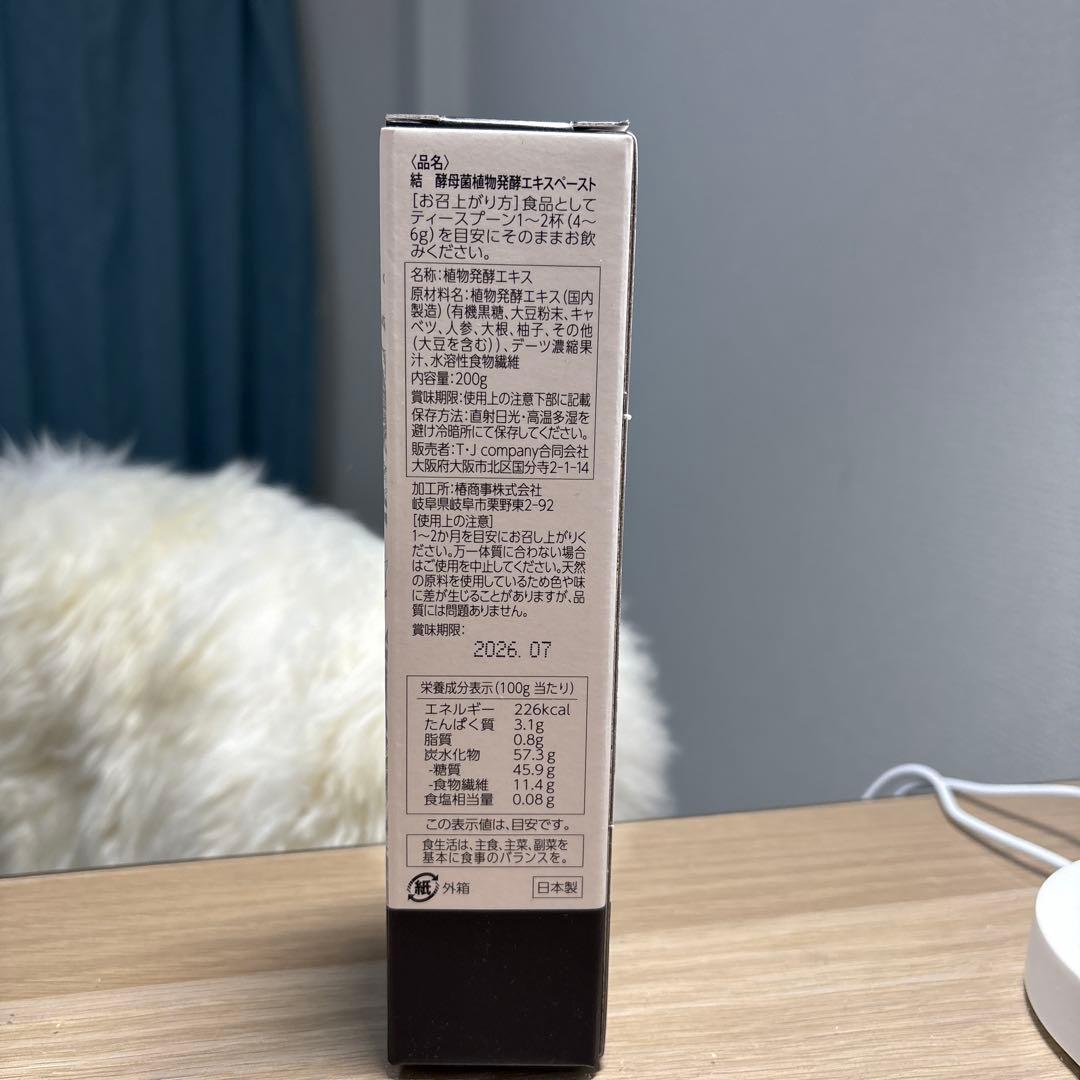 〈品名〉
結 酵母菌植物発酵エキスペースト
[お召上がり方]食品として
ティースプーン1〜2杯(4〜
6g)を目安にそのままお飲
みください。
名称:植物発酵エキス
原材料名:植物発酵エキス(国内
製造)(有機黒糖、大豆粉末、キャ
ベツ、人参、大根、柚子、その他
(大豆を含む))、デーツ濃縮果
汁、水溶性食物繊維
内容量:200g
賞味期限:使用上の注意下部に記載
保存方法:直射日光・高温多湿を
避け冷暗所にて保存してください。
販売者:T・J company合同会社
大阪府大阪市北区国分寺2-1-14
加工所:椿商事株式会社
岐阜県岐阜市栗野東2-92
[使用上の注意]
1〜2か月を目安にお召し上がりく
ださい。万一体質に合わない場合
はご使用を中止してください。天然
の原料を使用しているため色や味
に差が生じることがありますが、品
質には問題ありません。
賞味期限:
2026.07
栄養成分表示(100g当たり)
エネルギー 226kcal
たんぱく質 3.1g
脂質 0.8g
炭水化物 57.3g
-糖質 45.9g
-食物繊維 11.4g
食塩相当量 0.08g
この表示値は、目安です。
食生活は、主食、主菜、副菜を
基本に食事のバランスを。
紙 外箱 日本製